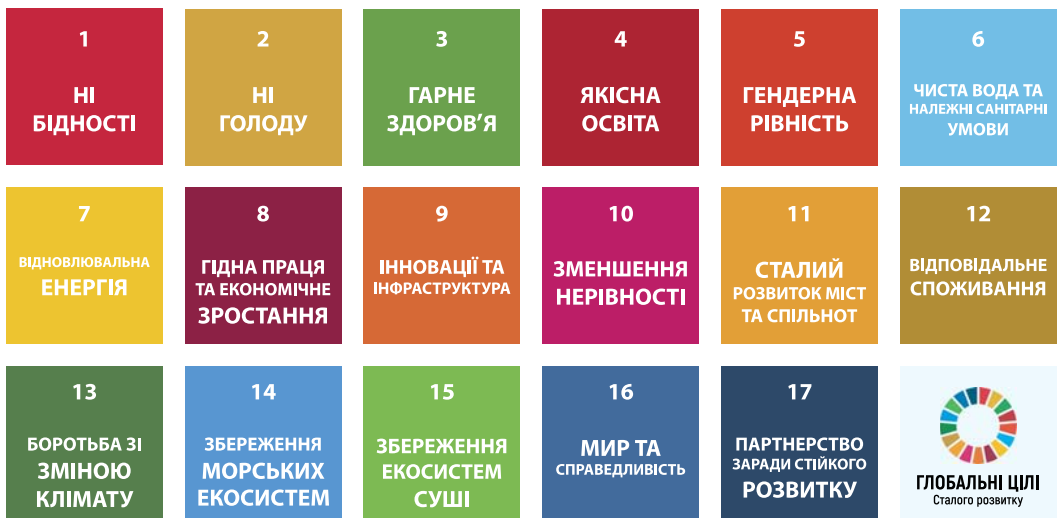 1
НІ
БІДНОСТІ
2
НІ
ГОЛОДУ
3
ГАРНЕ
ЗДОРОВ'Я
4
ЯКІСНА
ОСВІТА
5
ГЕНДЕРНА
РІВНІСТЬ
6
ЧИСТА ВОДА ТА
НАЛЕЖНІ САНІТАРНІ
УМОВИ
7
ВІДНОВЛЮВАЛЬНА
ЕНЕРГІЯ
8
ГІДНА ПРАЦЯ
ТА ЕКОНОМІЧНЕ
ЗРОСТАННЯ
9
ІННОВАЦІЇ ТА
ІНФРАСТРУКТУРА
10
ЗМЕНШЕННЯ
НЕРІВНОСТІ
11
СТАЛИЙ
РОЗВИТОК МІСТ
ТА СПІЛЬНОТ
12
ВІДПОВІДАЛЬНЕ
СПОЖИВАННЯ
13
БОРОТЬБА ЗІ
ЗМІНОЮ
КЛІМАТУ
14
ЗБЕРЕЖЕННЯ
МОРСЬКИХ
ЕКОСИСТЕМ
15
ЗБЕРЕЖЕННЯ
ЕКОСИСТЕМ
СУШІ
16
МИР ТА
СПРАВЕДЛИВІСТЬ
17
ПАРТНЕРСТВО
ЗАРАДИ СТІЙКОГО
РОЗВИТКУ
ГЛОБАЛЬНІ ЦІЛІ
Сталого розвитку